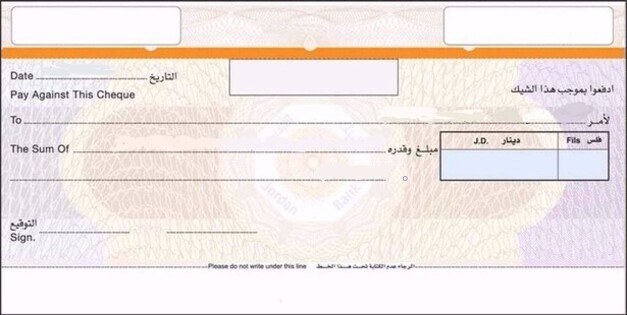 Date ........ التاريخ
Pay Against This Cheque ادفعوا بموجب هذا الشيك
To ........ لأمر
J.D. دينار Fils فلس
The Sum Of ........ مبلغ وقدره
Jordan Bank
التوقيع
Sign. ........
Please do not write under this line الرجاء عدم الكتابة تحت هذا الخط